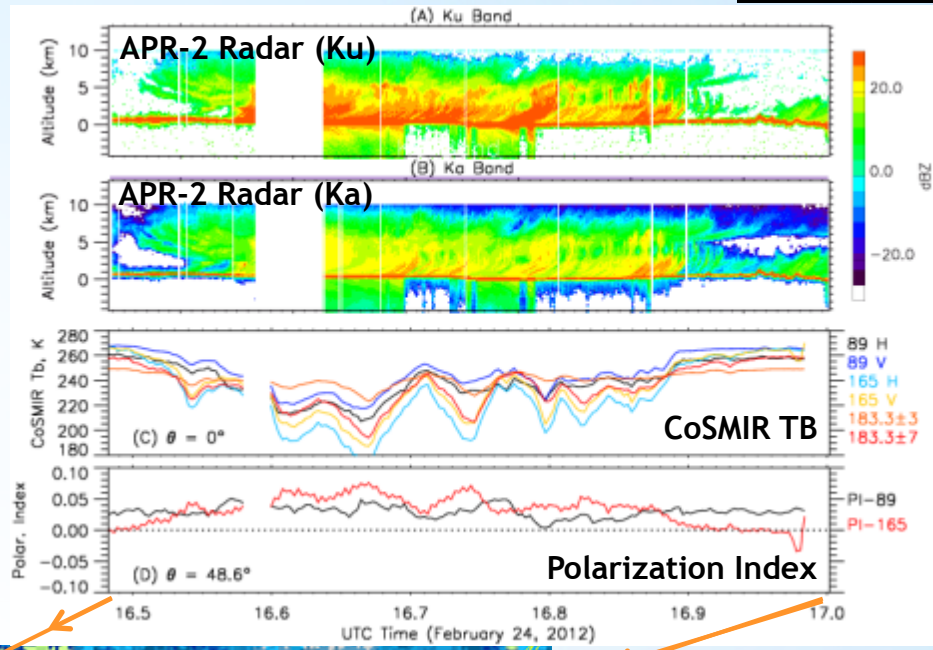 (A) Ku Band
APR-2 Radar (Ku)
Altitude (km)
10
5
0
(B) Ka Band
APR-2 Radar (Ka)
Altitude (km)
10
5
0
20.0
0.0
-20.0
dBZ
CoSMIR Tb, K
280
260
240
220
200
180
(C) θ = 0°
CoSMIR TB
89 H
89 V
165 H
165 V
183.3±3
183.3±7
Polar. Index
0.10
0.05
0.00
-0.05
-0.10
(D) θ = 48.6°
Polarization Index
PI-89
PI-165
16.5 16.6 16.7 16.8 16.9 17.0
UTC Time (February 24, 2012)